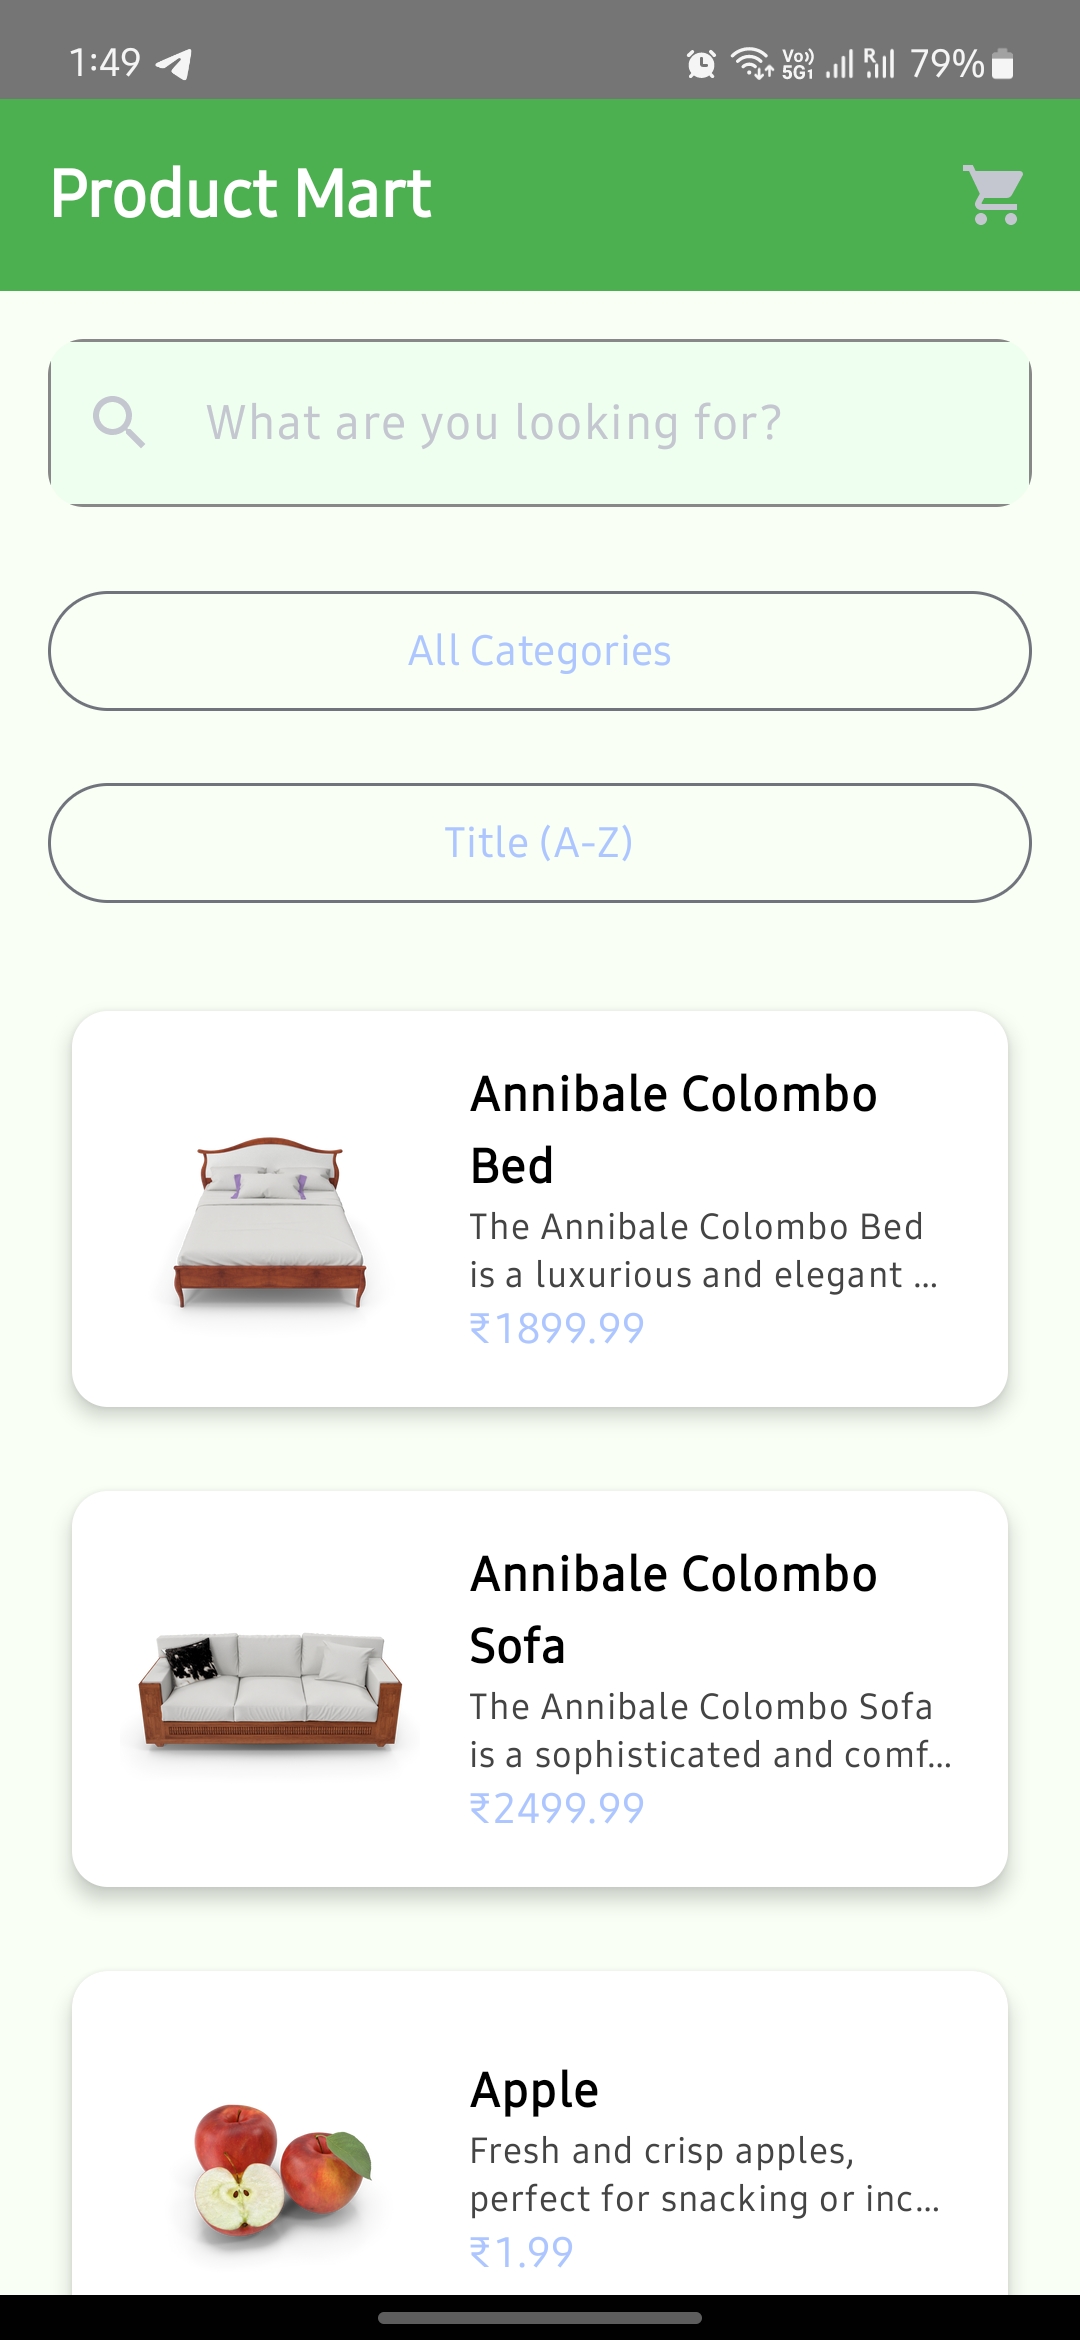 1:49
Vo)) 5G1 R 79%
Product Mart
What are you looking for?
All Categories
Title (A-Z)
Annibale Colombo
Bed
The Annibale Colombo Bed
is a luxurious and elegant ...
₹1899.99
Annibale Colombo
Sofa
The Annibale Colombo Sofa
is a sophisticated and comf...
₹2499.99
Apple
Fresh and crisp apples,
perfect for snacking or inc...
₹1.99